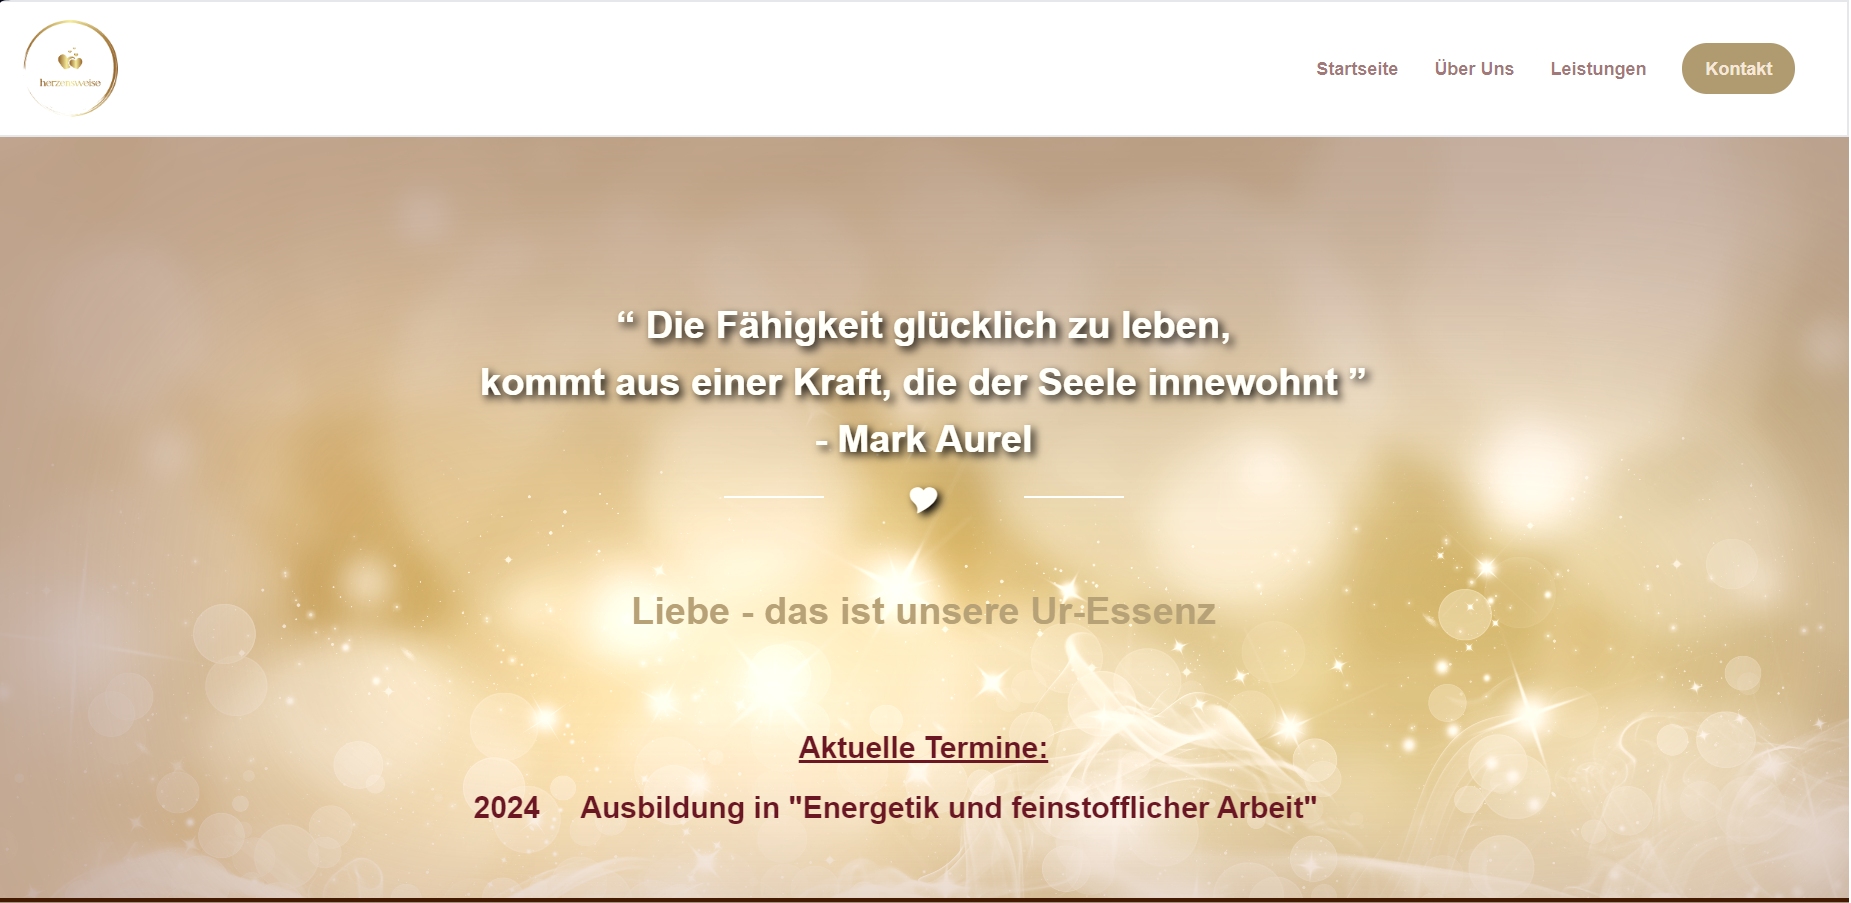 herzensweise
Startseite Über Uns Leistungen Kontakt
“ Die Fähigkeit glücklich zu leben,
kommt aus einer Kraft, die der Seele innewohnt ”
- Mark Aurel
Liebe - das ist unsere Ur-Essenz
Aktuelle Termine:
2024 Ausbildung in "Energetik und feinstofflicher Arbeit"